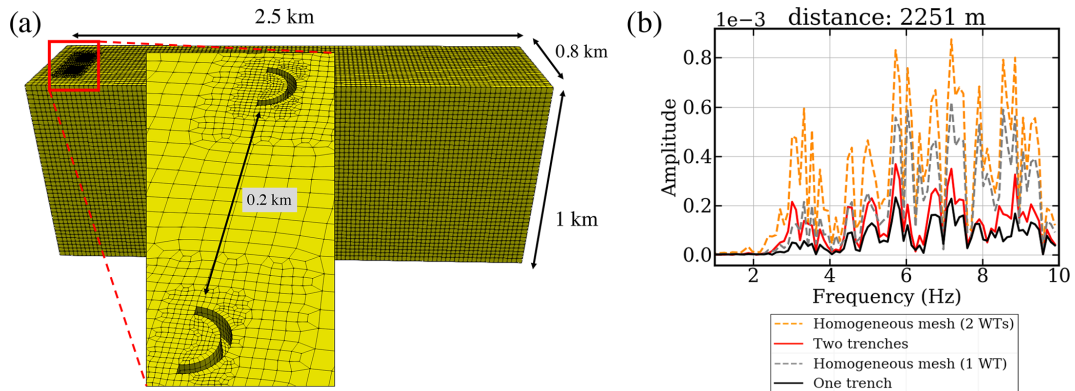 (a)
2.5 km
0.8 km
0.2 km
1 km
(b)
1e−3 distance: 2251 m
0.8
0.6
0.4
0.2
0.0
Amplitude
2 4 6 8 10
Frequency (Hz)
Homogeneous mesh (2 WTs)
Two trenches
Homogeneous mesh (1 WT)
One trench